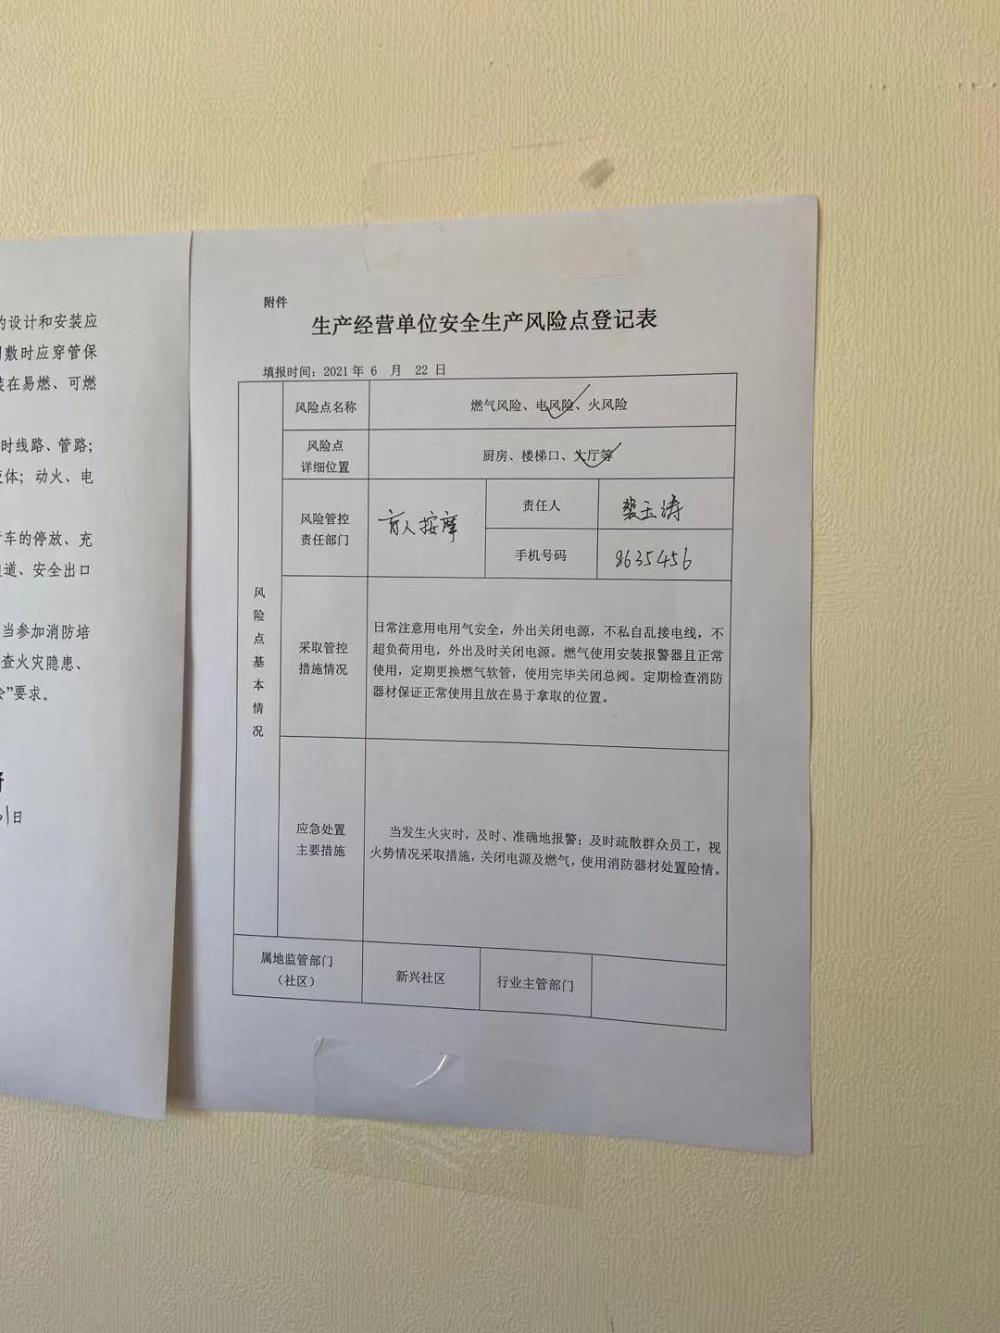 的设计和安装应
敷时应穿管保
装在易燃、可燃
时线路、管路；
液体；动火、电
车的停放、充
道、安全出口
当参加消防培
查火灾隐患、
会”要求。
日
附件
生产经营单位安全生产风险点登记表
填报时间：2021 年 6 月 22 日
风险点基本情况
风险点名称
燃气风险、电风险、火风险
风险点
详细位置
厨房、楼梯口、大厅等
风险管控
责任部门
盲人按摩
责任人
玉涛
手机号码
8635456
采取管控
措施情况
日常注意用电用气安全，外出关闭电源，不私自乱接电线，不
超负荷用电，外出及时关闭电源。燃气使用安装报警器且正常
使用，定期更换燃气软管，使用完毕关闭总阀。定期检查消防
器材保证正常使用且放在易于拿取的位置。
应急处置
主要措施
当发生火灾时，及时、准确地报警；及时疏散群众员工，视
火势情况采取措施，关闭电源及燃气，使用消防器材处置险情。
属地监管部门
（社区）
新兴社区
行业主管部门